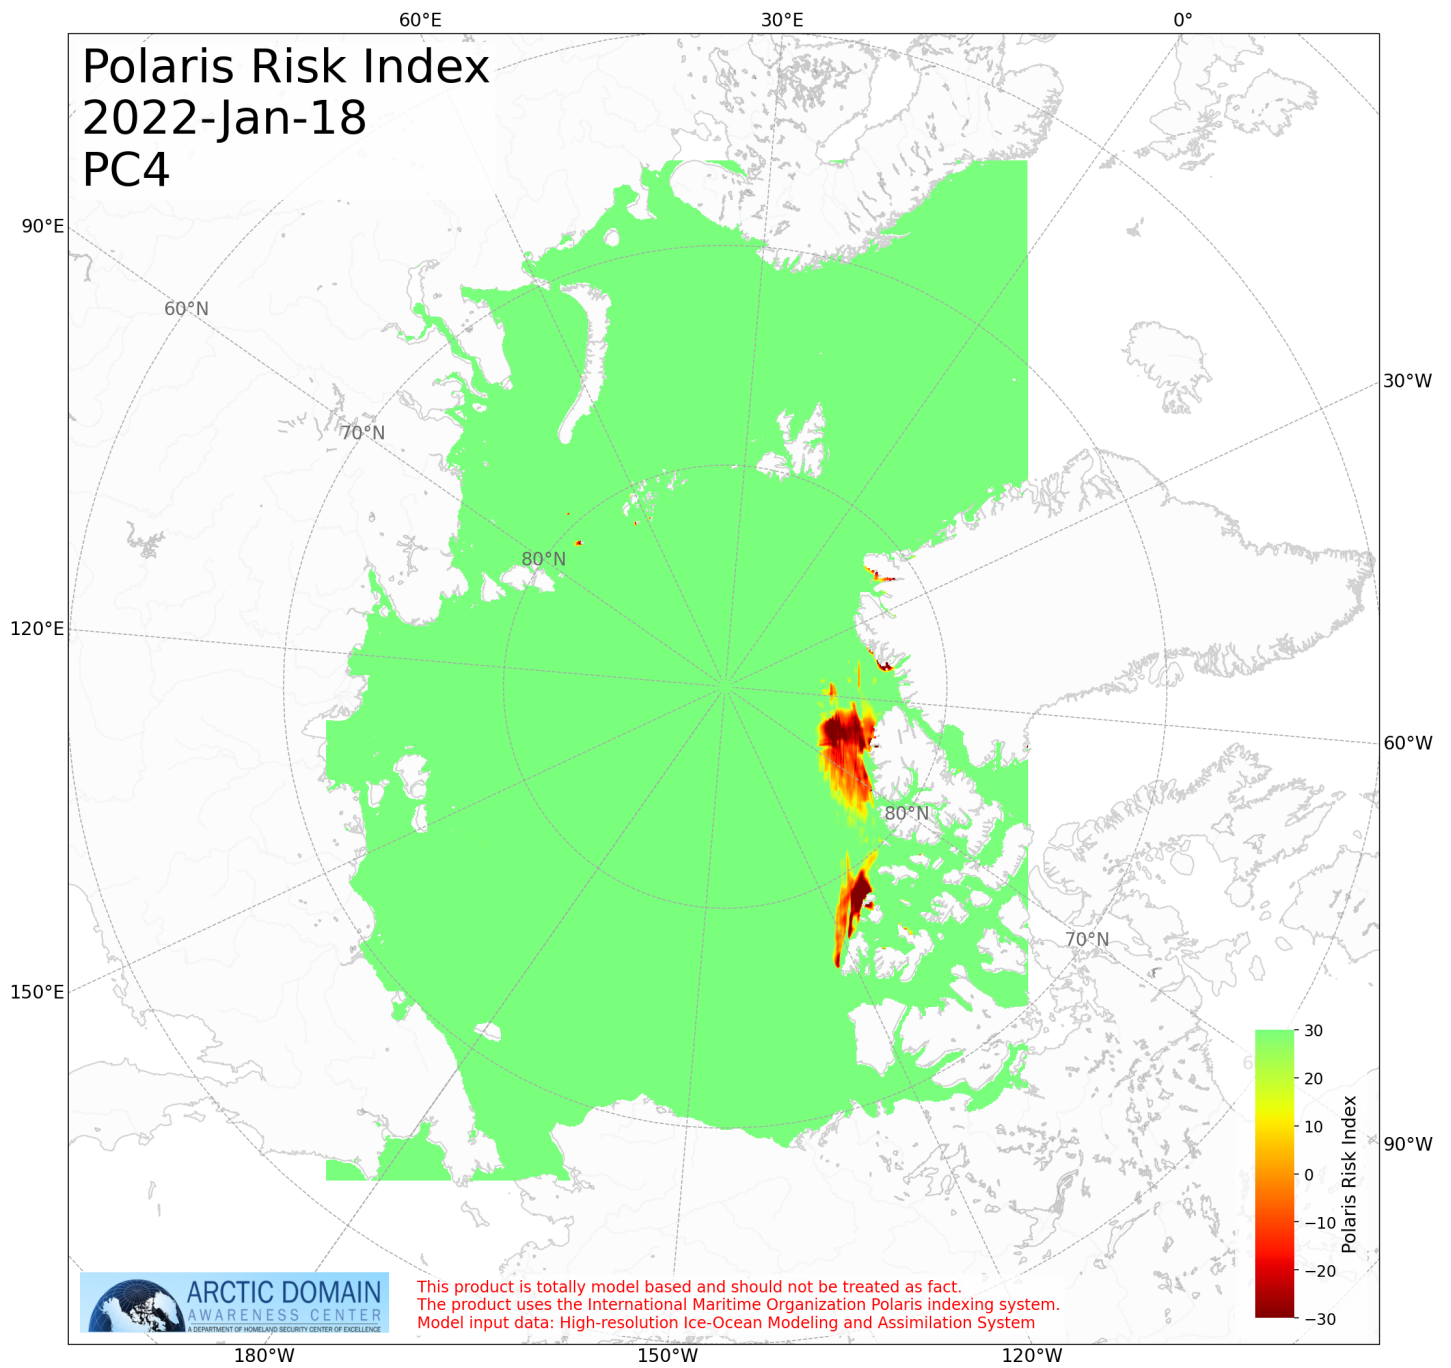 60°E 30°E 0°
Polaris Risk Index
2022-Jan-18
PC4
90°E
60°N
30°W
70°N
80°N
120°E
60°W
80°N
70°N
150°E
30
20
10
0
−10
−20
−30
Polaris Risk Index
90°W
ARCTIC DOMAIN
AWARENESS CENTER
A DEPARTMENT OF HOMELAND SECURITY CENTER OF EXCELLENCE
This product is totally model based and should not be treated as fact.
The product uses the International Maritime Organization Polaris indexing system.
Model input data: High-resolution Ice-Ocean Modeling and Assimilation System
180°W 150°W 120°W